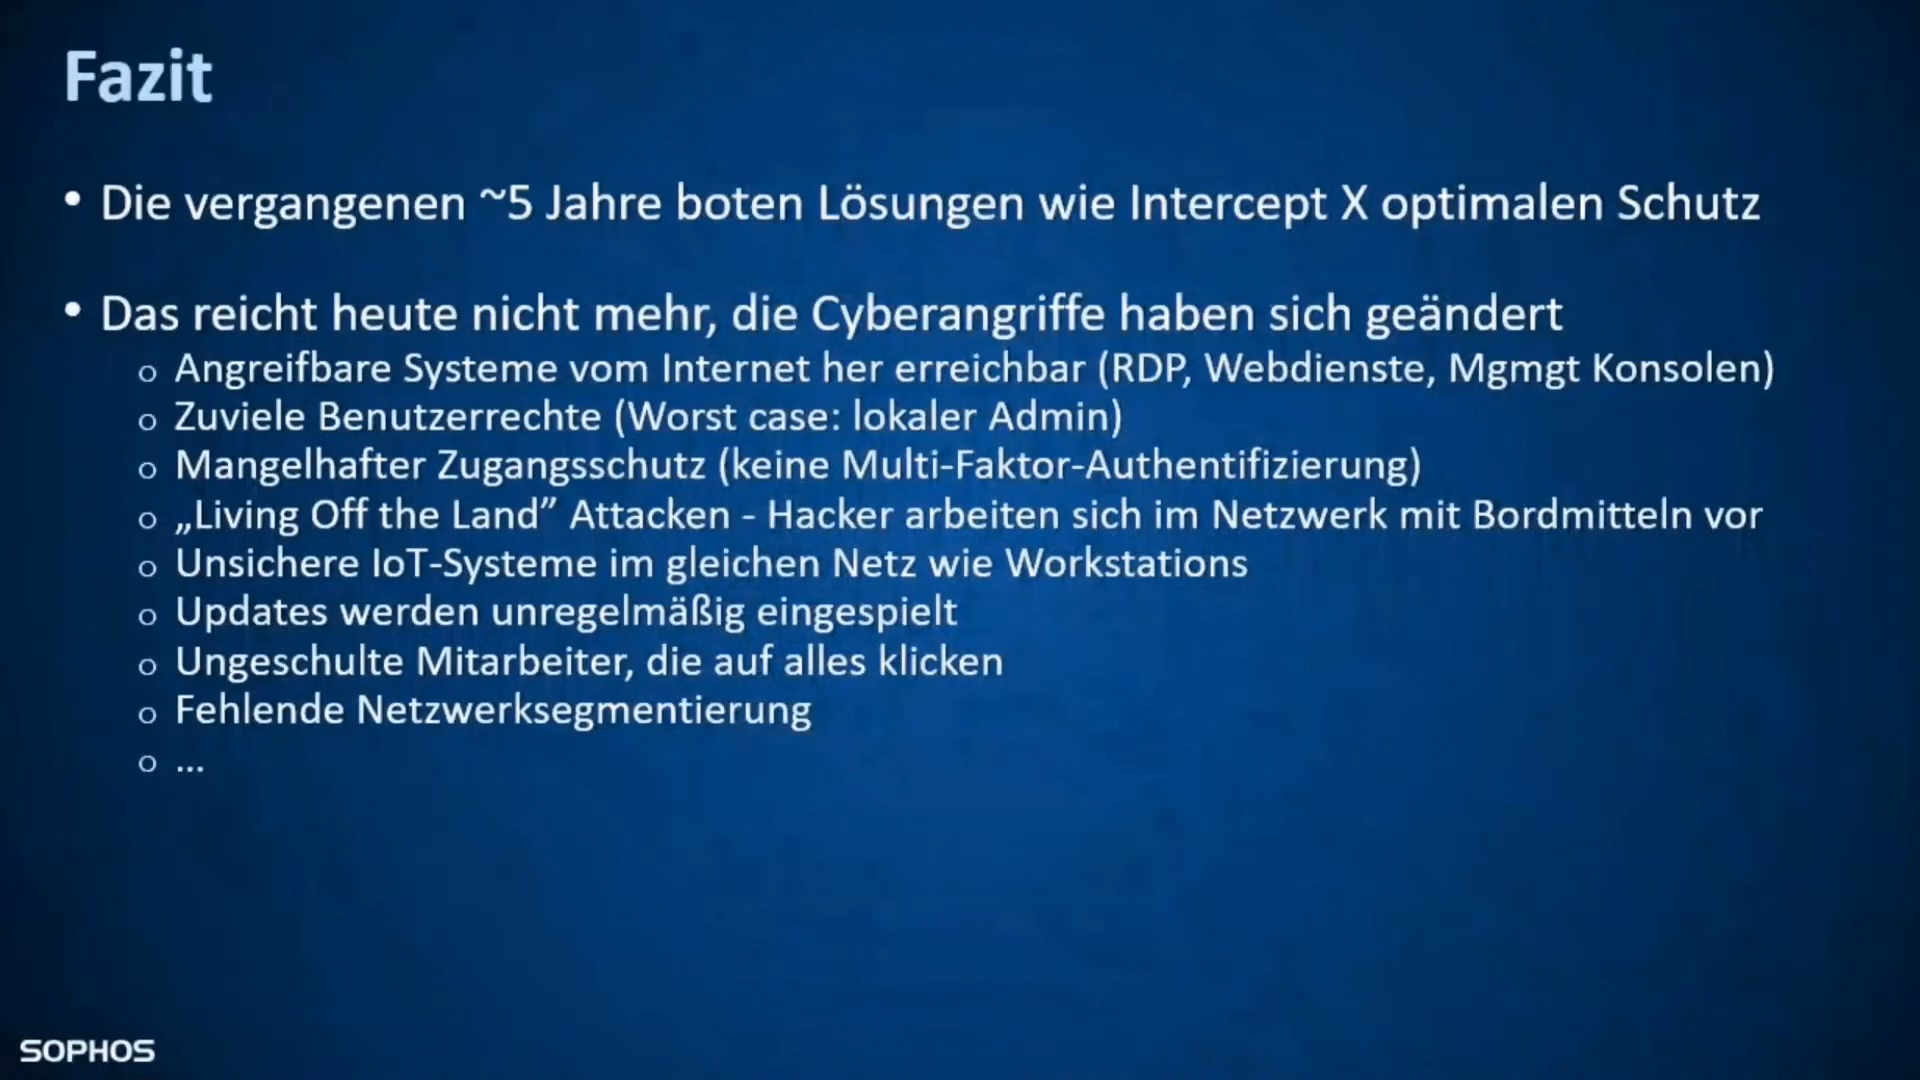 Fazit
• Die vergangenen ~5 Jahre boten Lösungen wie Intercept X optimalen Schutz
• Das reicht heute nicht mehr, die Cyberangriffe haben sich geändert
o Angreifbare Systeme vom Internet her erreichbar (RDP, Webdienste, Mgmgt Konsolen)
o Zuviele Benutzerrechte (Worst case: lokaler Admin)
o Mangelhafter Zugangsschutz (keine Multi-Faktor-Authentifizierung)
o „Living Off the Land” Attacken - Hacker arbeiten sich im Netzwerk mit Bordmitteln vor
o Unsichere IoT-Systeme im gleichen Netz wie Workstations
o Updates werden unregelmäßig eingespielt
o Ungeschulte Mitarbeiter, die auf alles klicken
o Fehlende Netzwerksegmentierung
o ...
SOPHOS